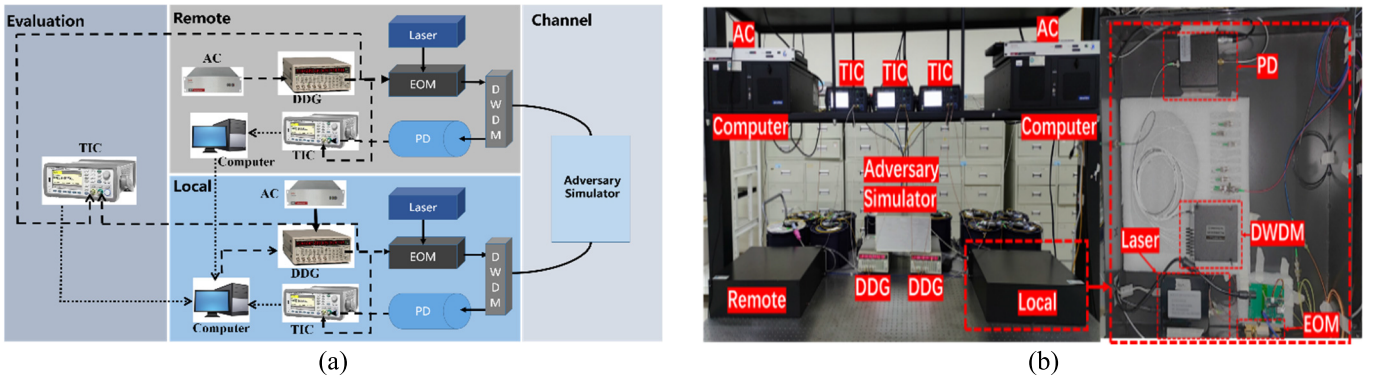 Evaluation
Remote
Channel
Laser
AC
DDG
EOM
D
W
D
M
Computer
TIC
PD
TIC
Adversary
Simulator
Local
AC
Laser
DDG
EOM
D
W
D
M
Computer
TIC
PD
(a)
AC
AC
TIC
TIC
TIC
Computer
Computer
Adversary
Simulator
Remote
DDG
DDG
Local
PD
Laser
DWDM
EOM
(b)